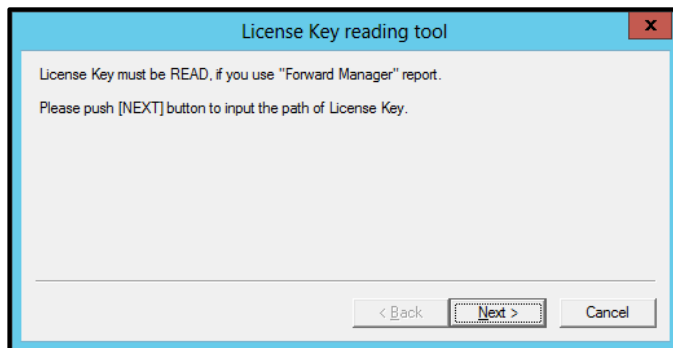 License Key reading tool
x
License Key must be READ, if you use "Forward Manager" report.
Please push [NEXT] button to input the path of License Key.
< Back Next > Cancel